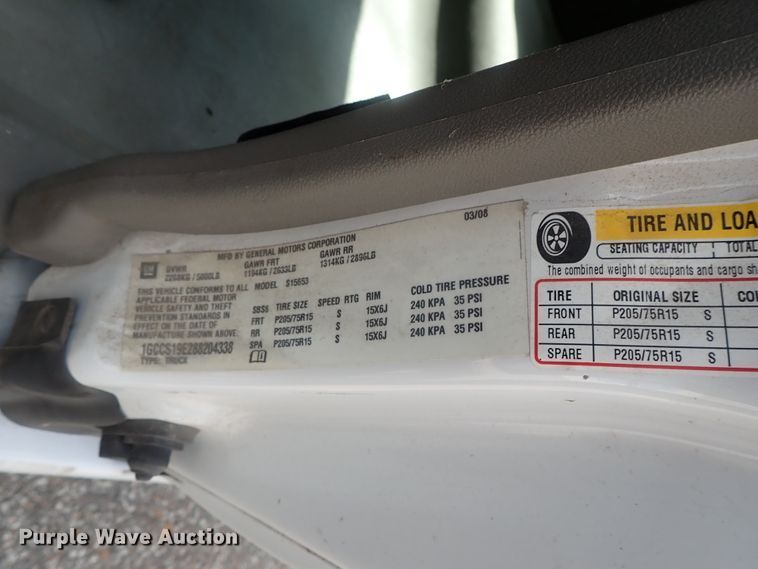 03/08
MFD BY GENERAL MOTORS CORPORATION
GM
GVWR GAWR FRT GAWR RR
2268KG / 5000LB 1194KG / 2633LB 1314KG / 2896LB
THIS VEHICLE CONFORMS TO ALL MODEL S15653
APPLICABLE FEDERAL MOTOR
VEHICLE SAFETY AND THEFT
PREVENTION STANDARDS IN
EFFECT ON THE DATE OF
MANUFACTURE SHOWN ABOVE.
1GCCS19E288204338
TYPE: TRUCK
SBSS TIRE SIZE SPEED RTG RIM COLD TIRE PRESSURE
FRT P205/75R15 S 15X6J 240 KPA 35 PSI
RR P205/75R15 S 15X6J 240 KPA 35 PSI
SPA P205/75R15 S 15X6J 240 KPA 35 PSI
TIRE AND LOA
SEATING CAPACITY TOTAL
The combined weight of occupants and cargo sh
TIRE ORIGINAL SIZE CO
FRONT P205/75R15 S
REAR P205/75R15 S
SPARE P205/75R15 S
Purple Wave Auction